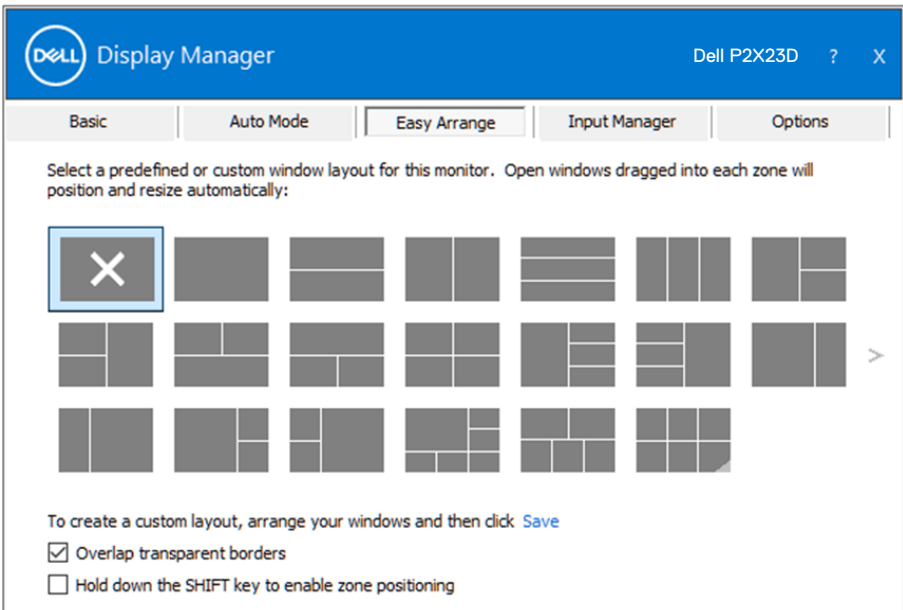 DELL Display Manager Dell P2X23D ? X
Basic Auto Mode Easy Arrange Input Manager Options
Select a predefined or custom window layout for this monitor. Open windows dragged into each zone will
position and resize automatically:
>
To create a custom layout, arrange your windows and then click Save
Overlap transparent borders
Hold down the SHIFT key to enable zone positioning